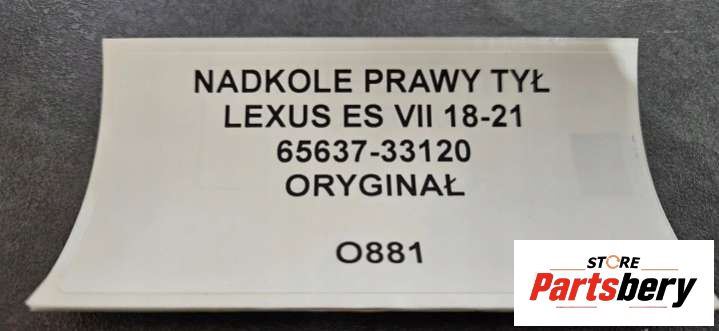 NADKOLE PRAWY TYŁ
LEXUS ES VII 18-21
65637-33120
ORYGINAŁ
O881
STORE
Partsbery